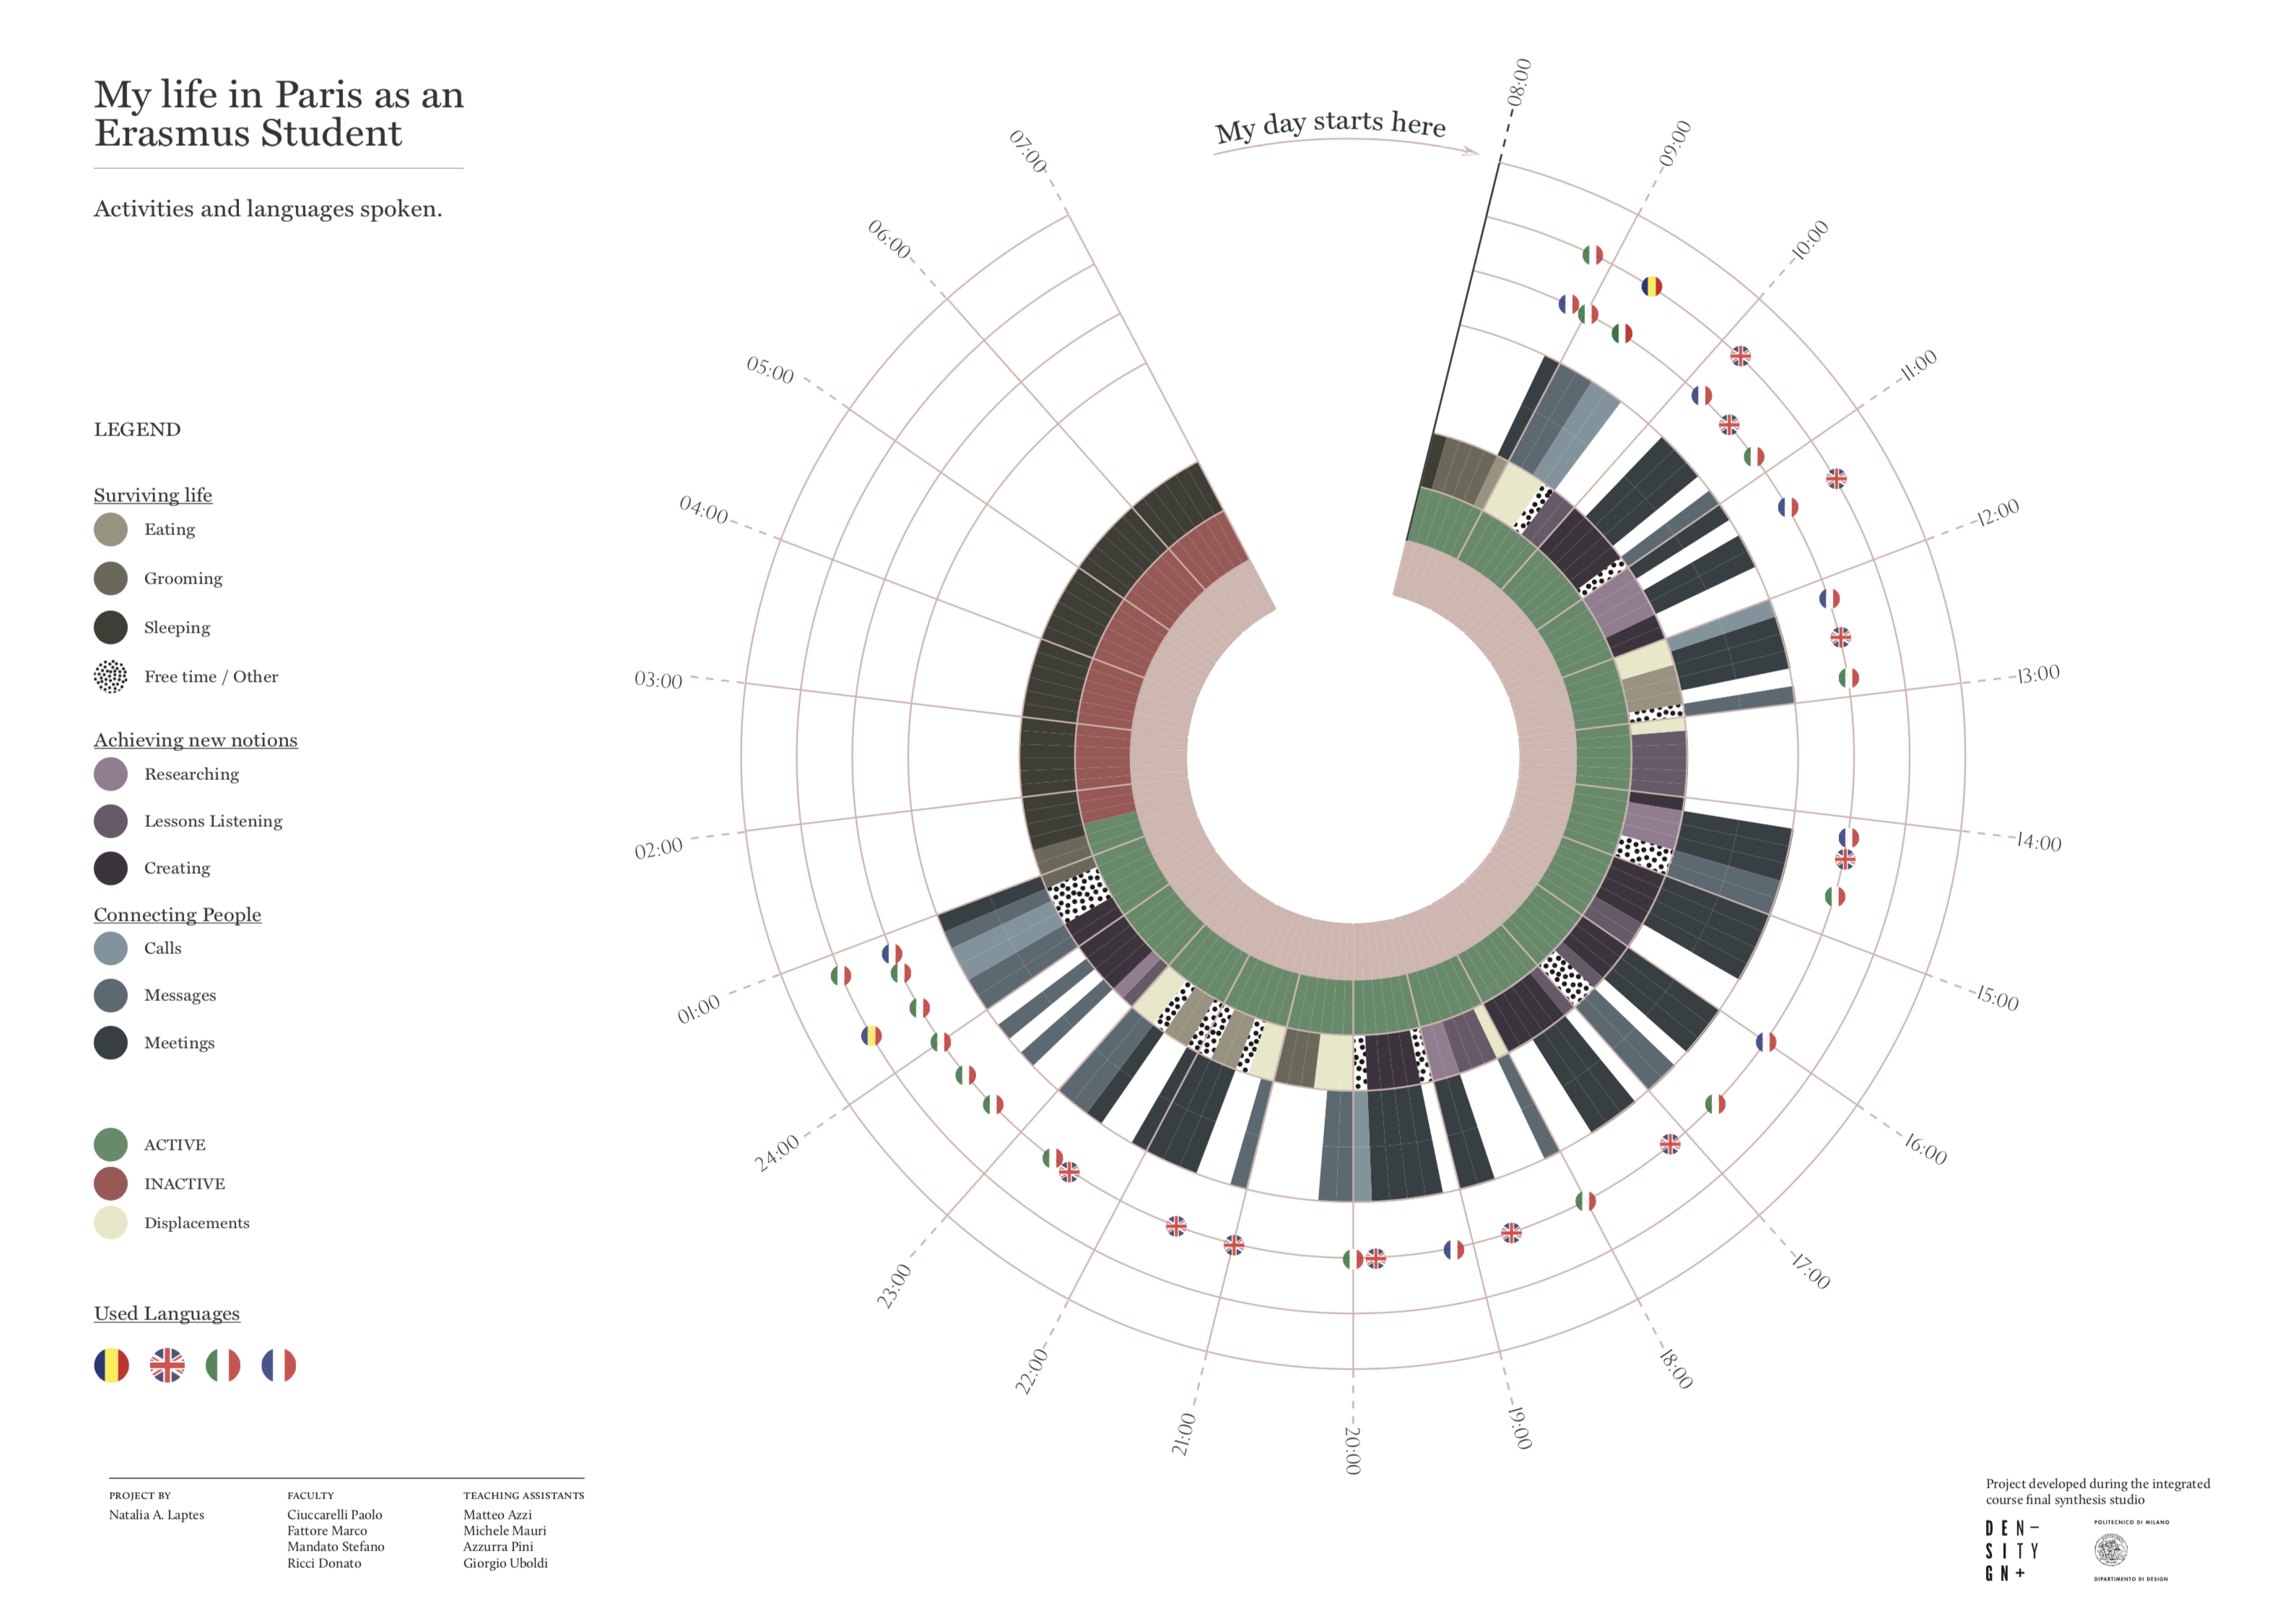 My life in Paris as an
Erasmus Student
Activities and languages spoken.
LEGEND
Surviving life
Eating
Grooming
Sleeping
Free time / Other
Achieving new notions
Researching
Lessons Listening
Creating
Connecting People
Calls
Messages
Meetings
ACTIVE
INACTIVE
Displacements
Used Languages
My day starts here
08:00
09:00
10:00
11:00
12:00
13:00
14:00
15:00
16:00
17:00
18:00
19:00
20:00
21:00
22:00
23:00
24:00
01:00
02:00
03:00
04:00
05:00
06:00
07:00
PROJECT BY
Natalia A. Laptes
FACULTY
Ciuccarelli Paolo
Fattore Marco
Mandato Stefano
Ricci Donato
TEACHING ASSISTANTS
Matteo Azzi
Michele Mauri
Azzurra Pini
Giorgio Uboldi
Project developed during the integrated
course final synthesis studio
DEN–
SITY
GN+
POLITECNICO DI MILANO
DIPARTIMENTO DI DESIGN